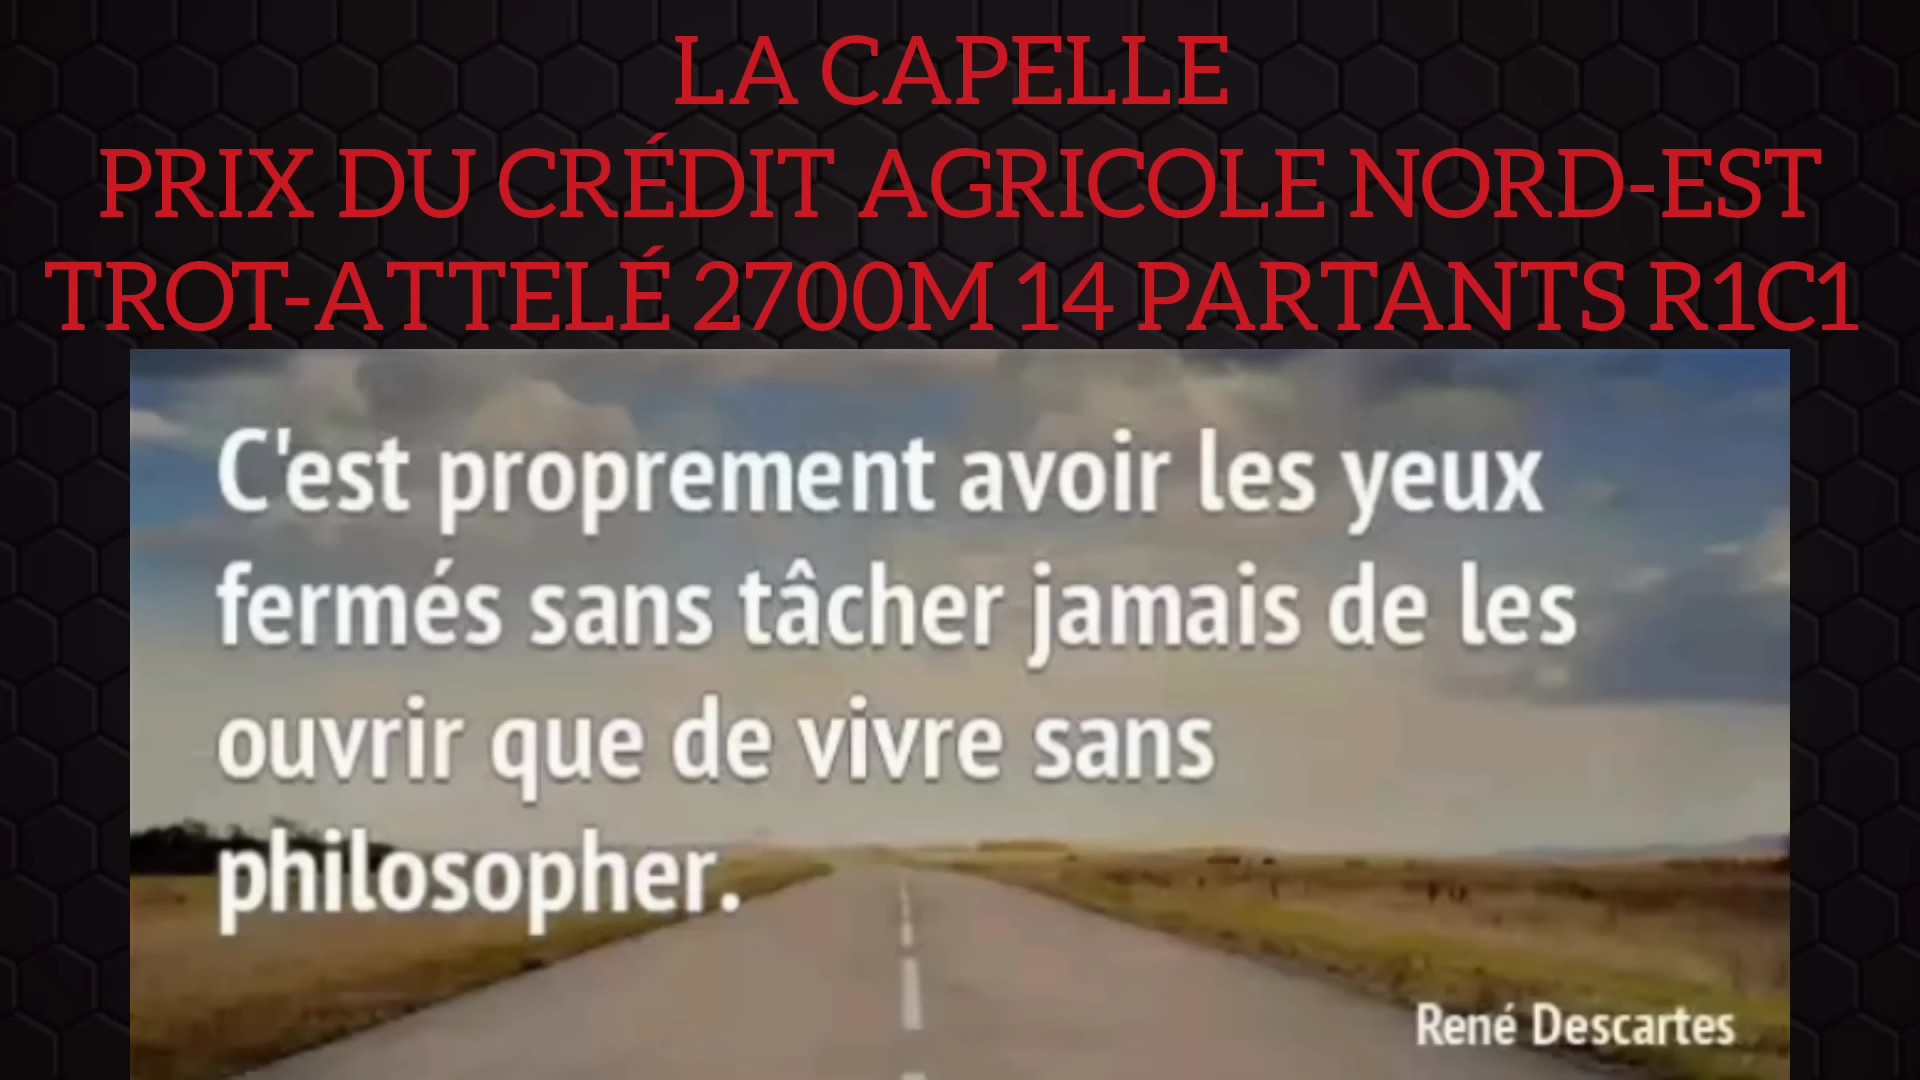 LA CAPELLE
PRIX DU CRÉDIT AGRICOLE NORD-EST
TROT-ATTELÉ 2700M 14 PARTANTS R1C1
C'est proprement avoir les yeux
fermés sans tâcher jamais de les
ouvrir que de vivre sans
philosopher.
René Descartes